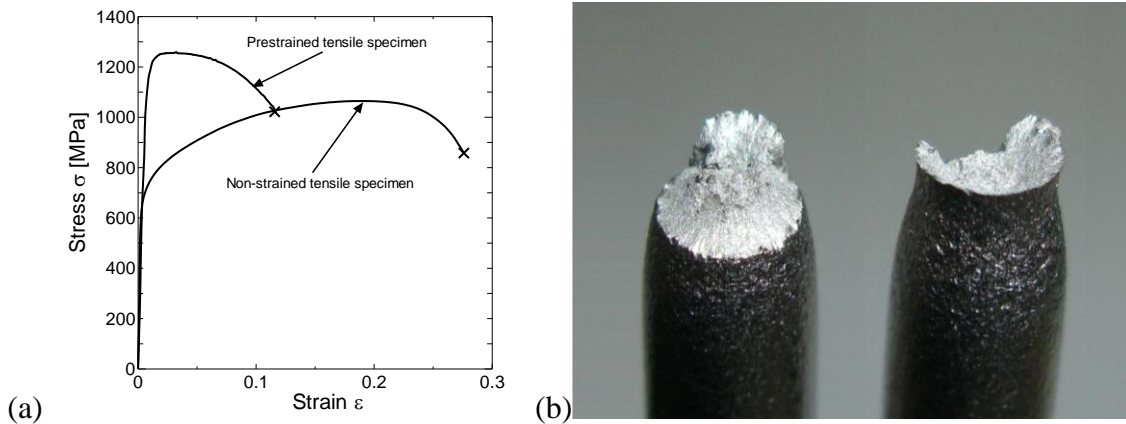 1400
Prestrained tensile specimen
1200
1000
800
Non-strained tensile specimen
600
400
200
0
0 0.1 0.2 0.3
Stress σ [MPa]
Strain ε
(a)
(b)